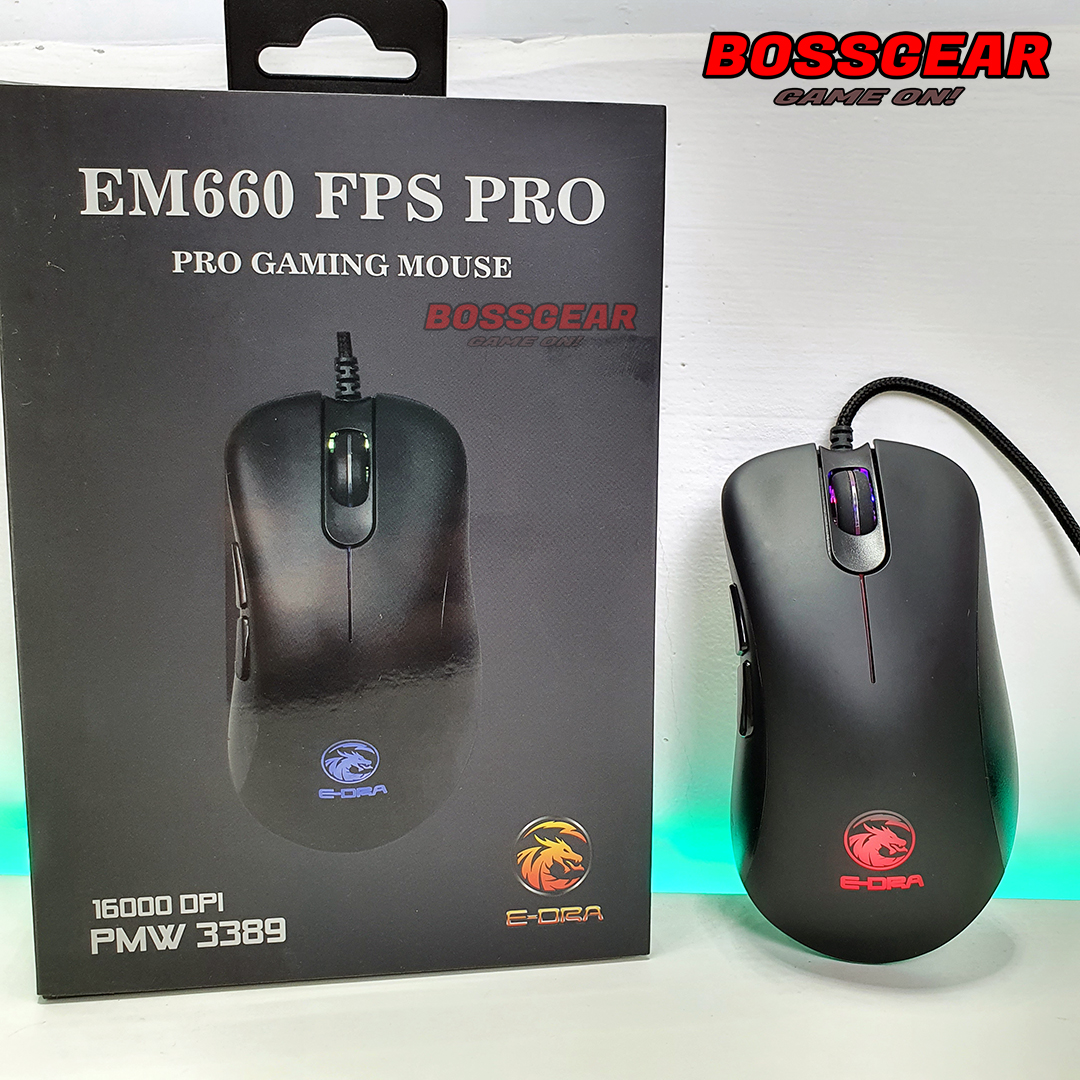 BOSSGEAR
GAME ON!
EM660 FPS PRO
PRO GAMING MOUSE
BOSSGEAR
GAME ON!
E-DRA
16000 DPI
PMW 3389
E-DRA
E-DRA